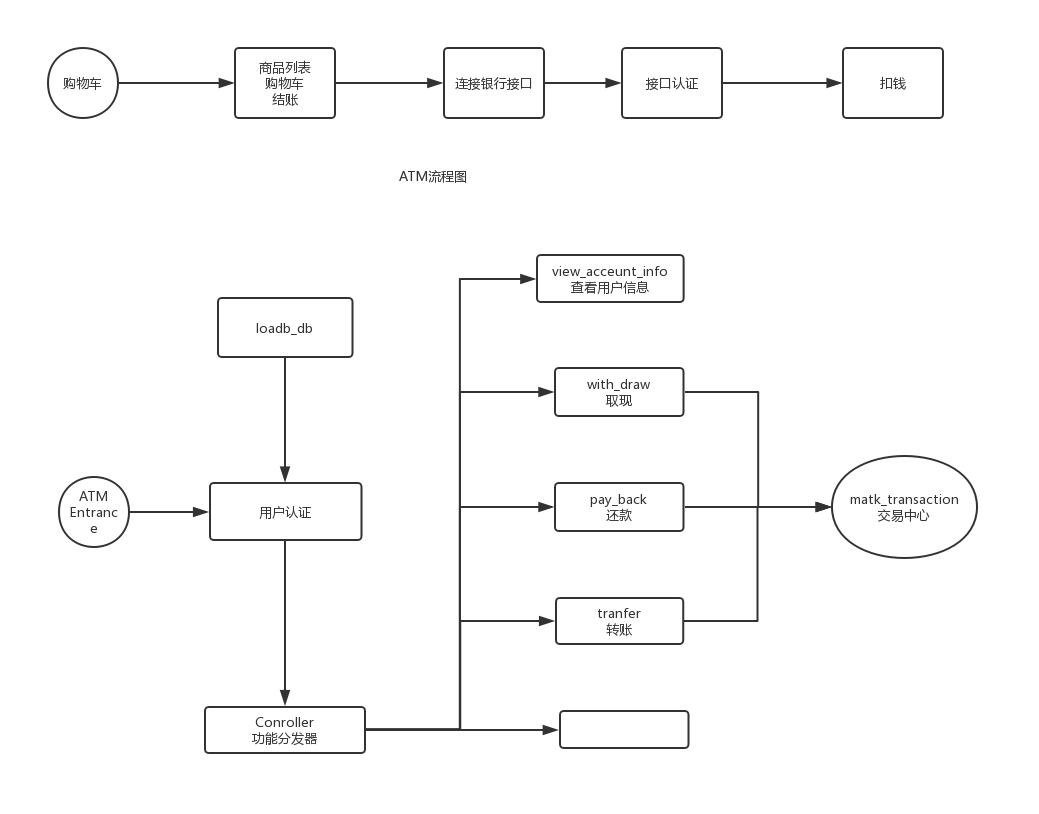 购物车
商品列表
购物车
结账
连接银行接口
接口认证
扣钱
ATM流程图
view_acceunt_info
查看用户信息
loadb_db
with_draw
取现
ATM
Entranc
e
用户认证
pay_back
还款
matk_transaction
交易中心
tranfer
转账
Conroller
功能分发器